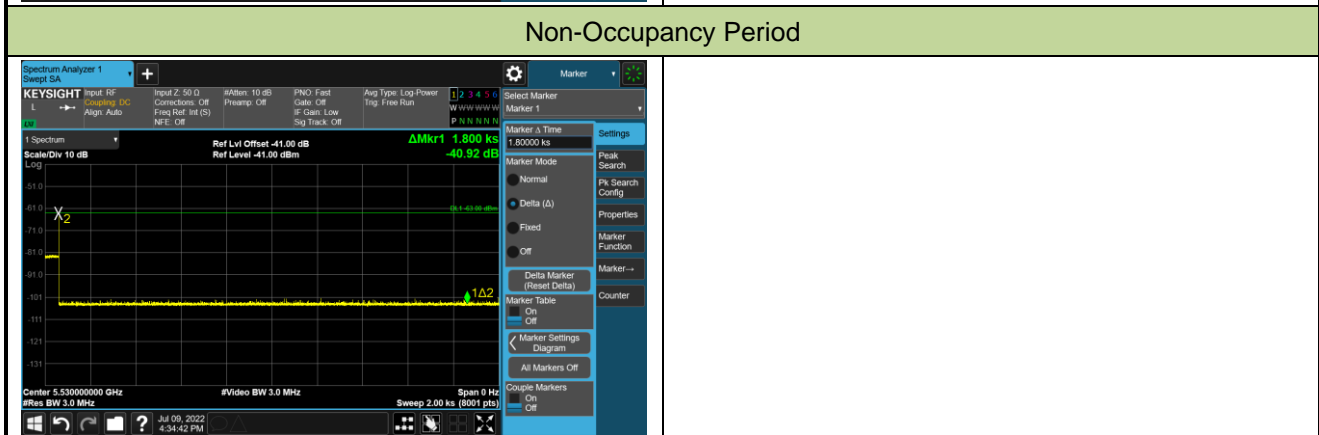 Non-Occupancy Period
Spectrum Analyzer 1
Swept SA
+
Marker
KEYSIGHT
L
Input: RF
Coupling: DC
Align: Auto
Input Z: 50 Ω
Corrections: Off
Freq Ref: Int (S)
NFE: Off
#Atten: 10 dB
Preamp: Off
PNO: Fast
Gate: Off
IF Gain: Low
Sig Track: Off
Avg Type: Log-Power
Trig: Free Run
1 2 3 4 5 6
W W W W W W
P N N N N N
Select Marker
Marker 1
1 Spectrum
Scale/Div 10 dB
Log
Ref Lvl Offset -41.00 dB
Ref Level -41.00 dBm
ΔMkr1 1.800 ks
-40.92 dB
-51.0
-61.0
-71.0
-81.0
-91.0
-101
-111
-121
-131
X2
DL1 -63.00 dBm
1Δ2
Center 5.530000000 GHz
#Res BW 3.0 MHz
#Video BW 3.0 MHz
Span 0 Hz
Sweep 2.00 ks (8001 pts)
Marker Δ Time
1.80000 ks
Marker Mode
Normal
Delta (Δ)
Fixed
Off
Delta Marker
(Reset Delta)
Marker Table
On
Off
Marker Settings
Diagram
All Markers Off
Couple Markers
On
Off
Settings
Peak
Search
Pk Search
Config
Properties
Marker
Function
Marker→
Counter
?
Jul 09, 2022
4:34:42 PM